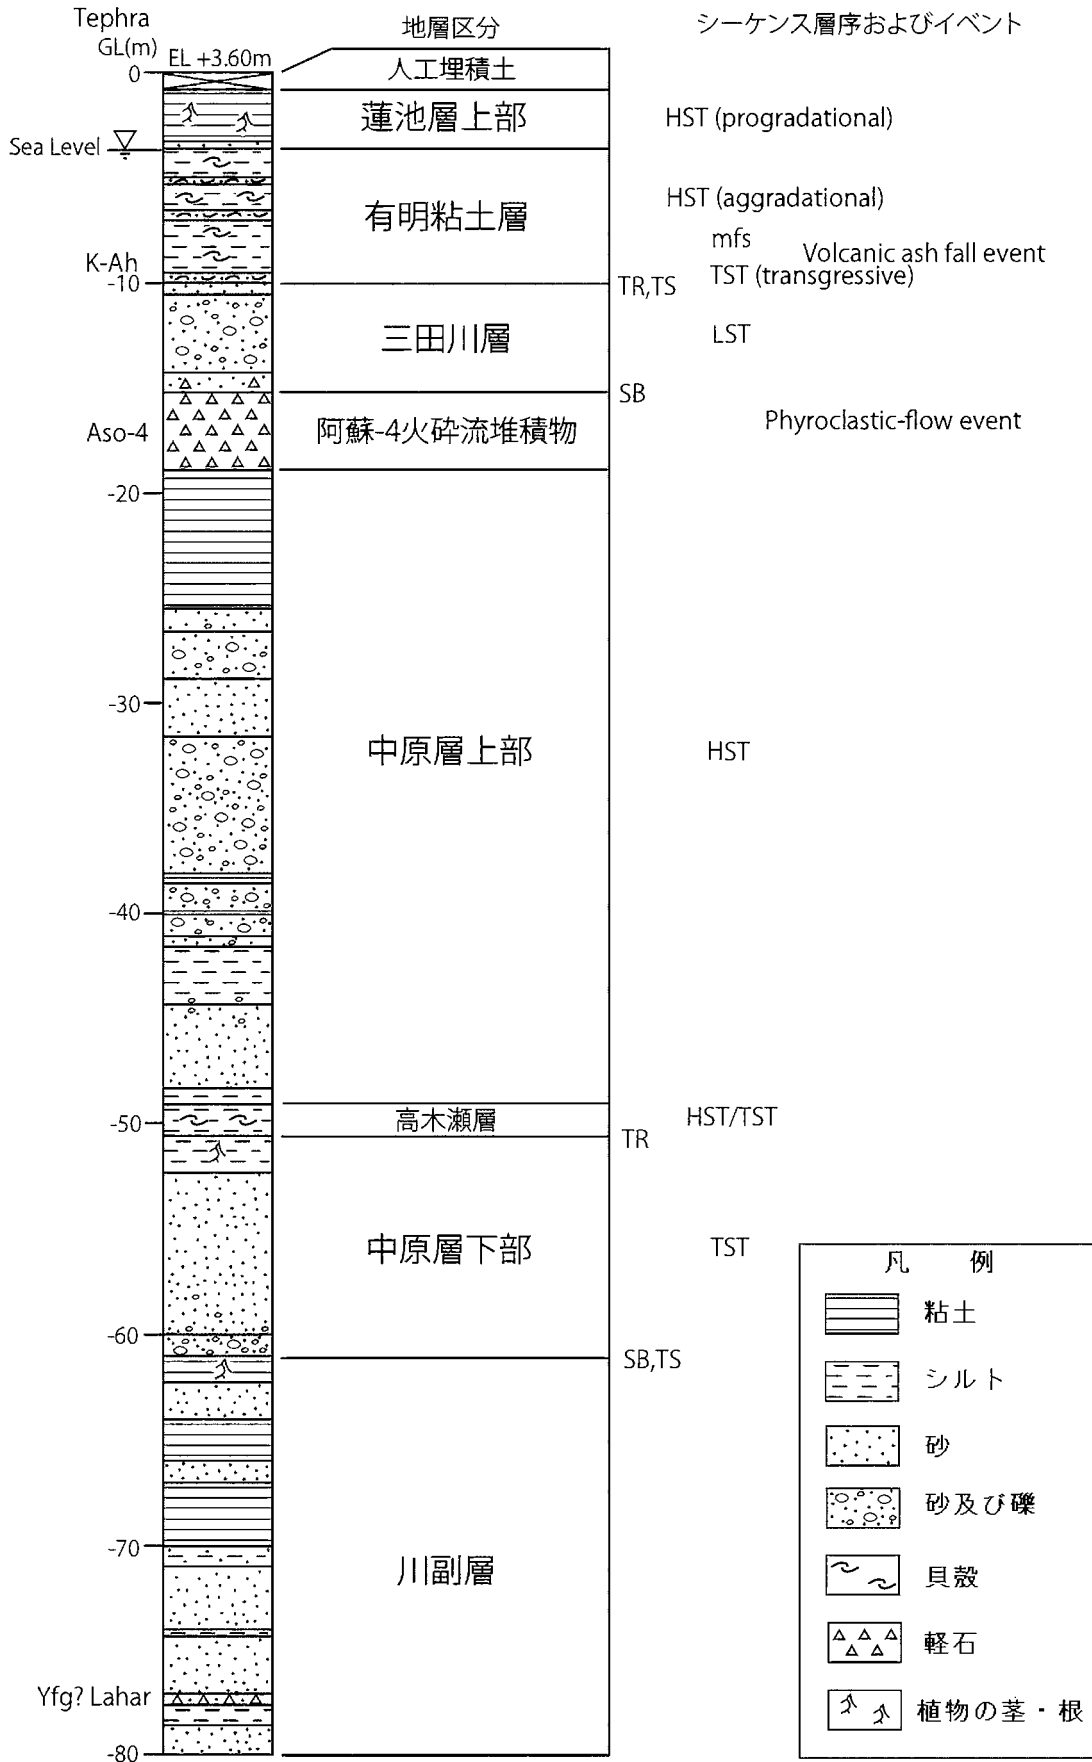 Tephra
地層区分
シーケンス層序およびイベント
GL(m)
EL +3.60m
0
人工埋積土
蓮池層上部
HST (progradational)
Sea Level
有明粘土層
HST (aggradational)
mfs
Volcanic ash fall event
K-Ah
TST (transgressive)
-10
TR,TS
三田川層
LST
SB
Aso-4
阿蘇-4火砕流堆積物
Phyroclastic-flow event
-20
-30
中原層上部
HST
-40
-50
高木瀬層
HST/TST
TR
中原層下部
TST
-60
SB,TS
-70
川副層
Yfg? Lahar
-80
凡 例
粘土
シルト
砂
砂及び礫
貝殻
軽石
植物の茎・根